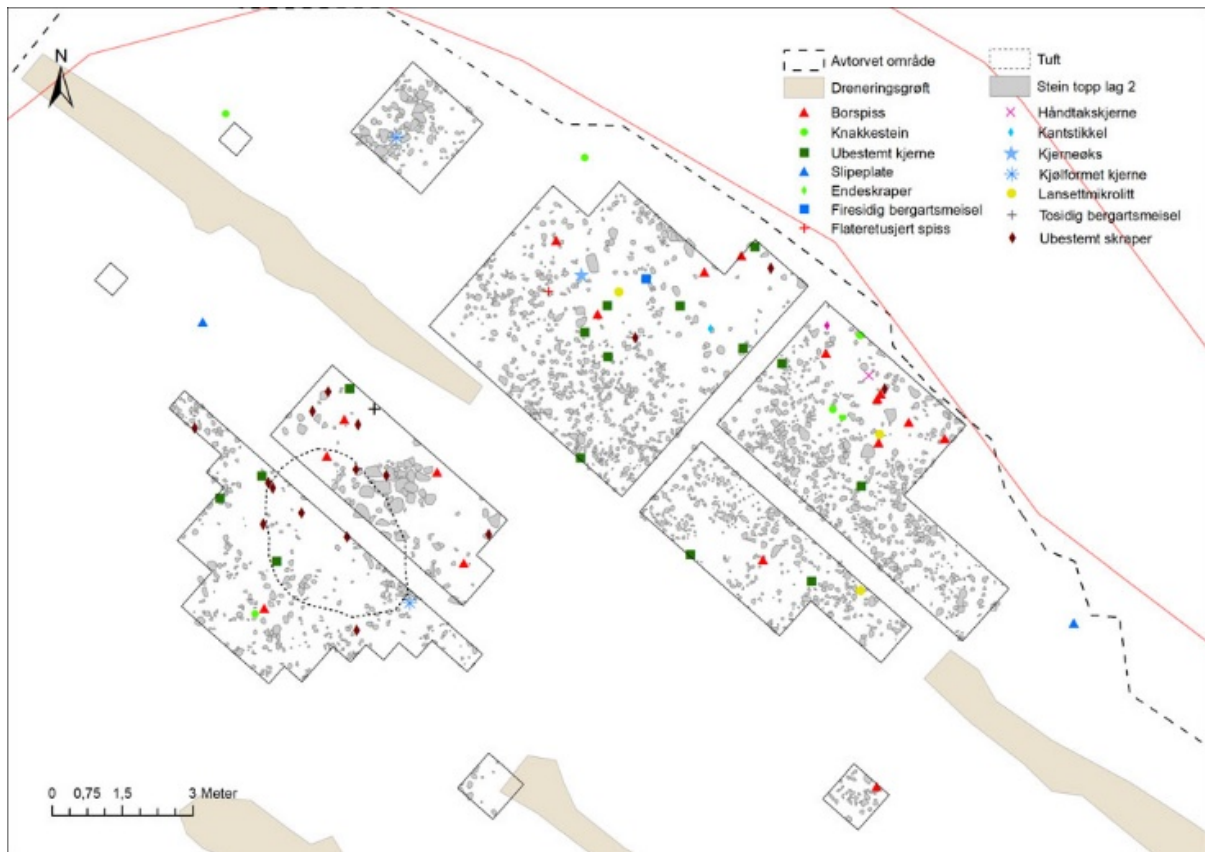 N
Avtorvet område
Dreneringsgrøft
Borspiss
Knakkestein
Ubestemt kjerne
Slipeplate
Endeskraper
Firesidig bergartsmeisel
Flateretusjert spiss
Tuft
Stein topp lag 2
Håndtakskjerne
Kantstikkel
Kjerneøks
Kjølformet kjerne
Lansettmikrolitt
Tosidig bergartsmeisel
Ubestemt skraper
0 0,75 1,5 3 Meter